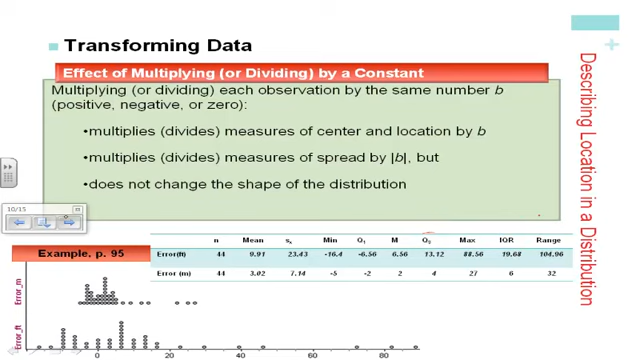 Transforming Data
Effect of Multiplying (or Dividing) by a Constant
Multiplying (or dividing) each observation by the same number b
(positive, negative, or zero):
•multiplies (divides) measures of center and location by b
•multiplies (divides) measures of spread by |b|, but
•does not change the shape of the distribution
Describing Location in a Distribution
10/15
Example, p. 95
n Mean sx Min Q1 M Q3 Max IQR Range
Error(ft) 44 9.91 23.43 -16.4 -6.56 6.56 13.12 88.56 19.68 104.96
Error (m) 44 3.02 7.14 -5 -2 2 4 27 6 32
Error_m
Error_ft
0 20 40 60 80